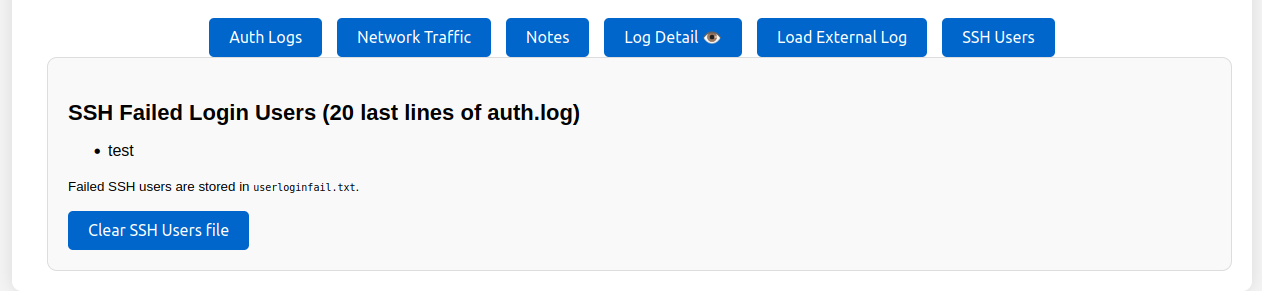 Auth Logs Network Traffic Notes Log Detail 👁️ Load External Log SSH Users
SSH Failed Login Users (20 last lines of auth.log)
• test
Failed SSH users are stored in userloginfail.txt.
Clear SSH Users file